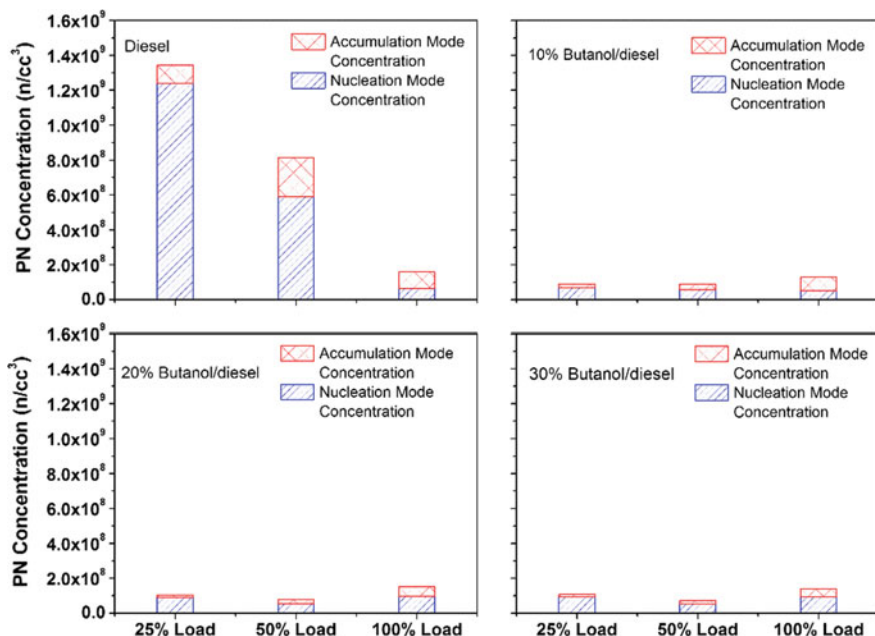 PN Concentration (n/cc³)
1.6x10⁹
1.4x10⁹
1.2x10⁹
1.0x10⁹
8.0x10⁸
6.0x10⁸
4.0x10⁸
2.0x10⁸
0.0
Diesel
Accumulation Mode
Concentration
Nucleation Mode
Concentration
10% Butanol/diesel
Accumulation Mode
Concentration
Nucleation Mode
Concentration
PN Concentration (n/cc³)
1.6x10⁹
1.4x10⁹
1.2x10⁹
1.0x10⁹
8.0x10⁸
6.0x10⁸
4.0x10⁸
2.0x10⁸
0.0
20% Butanol/diesel
Accumulation Mode
Concentration
Nucleation Mode
Concentration
25% Load 50% Load 100% Load
30% Butanol/diesel
Accumulation Mode
Concentration
Nucleation Mode
Concentration
25% Load 50% Load 100% Load